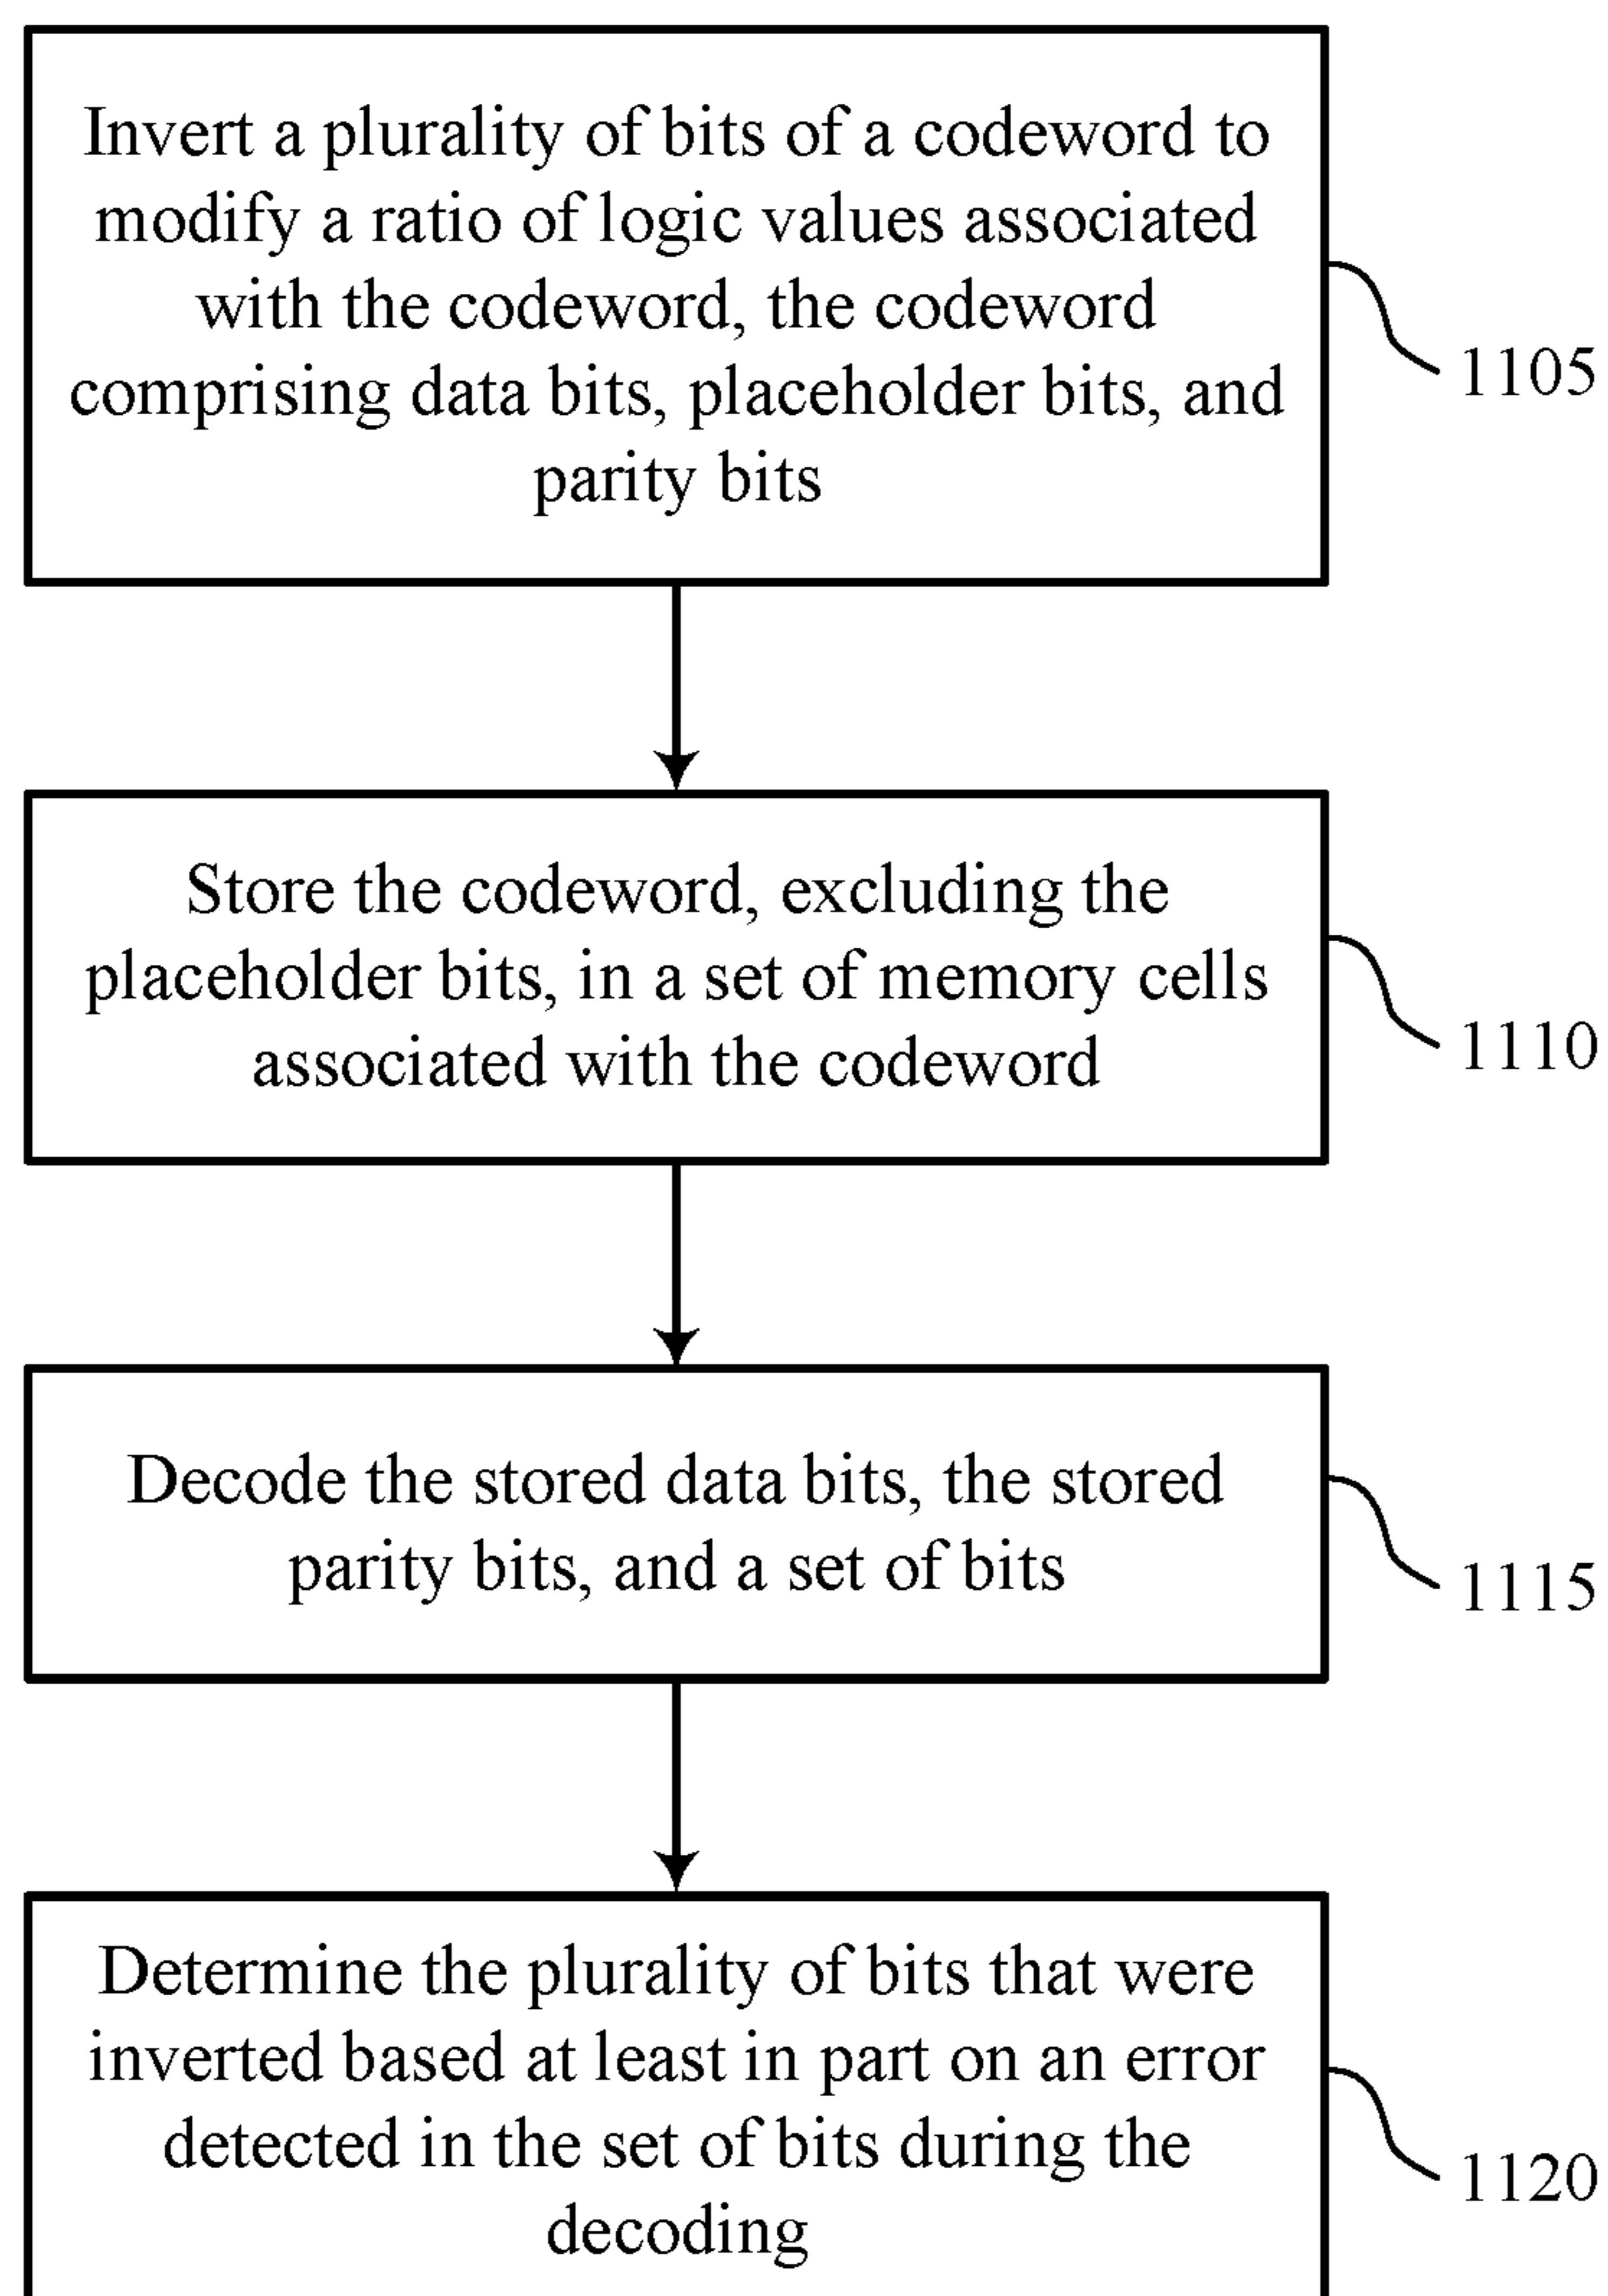 Invert a plurality of bits of a codeword to
modify a ratio of logic values associated
with the codeword, the codeword
comprising data bits, placeholder bits, and
parity bits
1105
Store the codeword, excluding the
placeholder bits, in a set of memory cells
associated with the codeword
1110
Decode the stored data bits, the stored
parity bits, and a set of bits
1115
Determine the plurality of bits that were
inverted based at least in part on an error
detected in the set of bits during the
decoding
1120